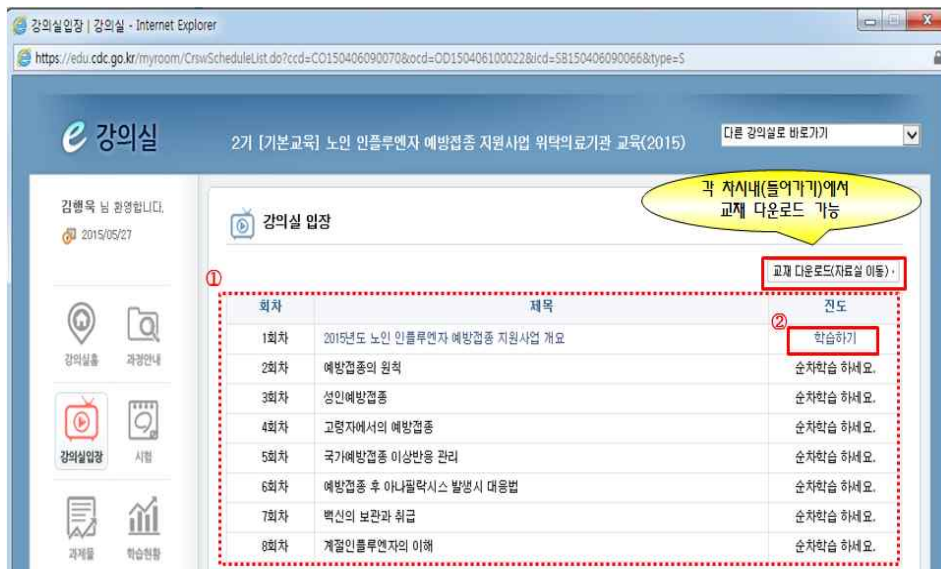 강의실입장 | 강의실 - Internet Explorer
https://edu.cdc.go.kr/myroom/CrswScheduleList.do?ccd=CO150406090070&ocd=OD150406100022&icd=SB150406090066&type=S
e 강의실
2기 [기본교육] 노인 인플루엔자 예방접종 지원사업 위탁의료기관 교육(2015)
다른 강의실로 바로가기
김행욱 님 환영합니다.
2015/05/27
강의실 입장
각 차시내(들어가기)에서
교재 다운로드 가능
교재 다운로드(자료실 이동)
①
회차 제목 진도
②
1회차 2015년도 노인 인플루엔자 예방접종 지원사업 개요 학습하기
2회차 예방접종의 원칙 순차학습 하세요.
3회차 성인예방접종 순차학습 하세요.
4회차 고령자에서의 예방접종 순차학습 하세요.
5회차 국가예방접종 이상반응 관리 순차학습 하세요.
6회차 예방접종 후 아나필락시스 발생시 대응법 순차학습 하세요.
7회차 백신의 보관과 취급 순차학습 하세요.
8회차 계절인플루엔자의 이해 순차학습 하세요.
강의실홈 과정안내
강의실입장 시험
과제물 학습현황